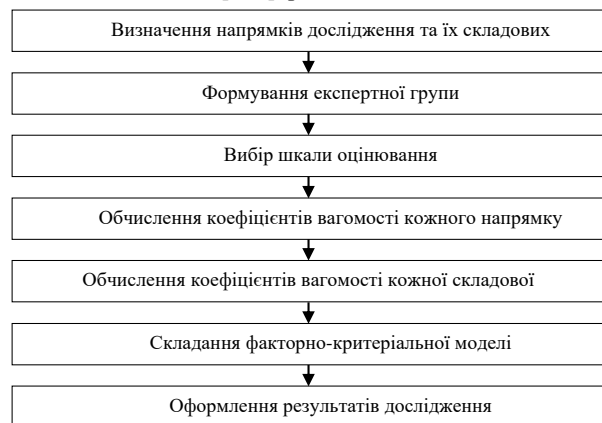 Визначення напрямків дослідження та їх складових
Формування експертної групи
Вибір шкали оцінювання
Обчислення коефіцієнтів вагомості кожного напрямку
Обчислення коефіцієнтів вагомості кожної складової
Складання факторно-критеріальної моделі
Оформлення результатів дослідження